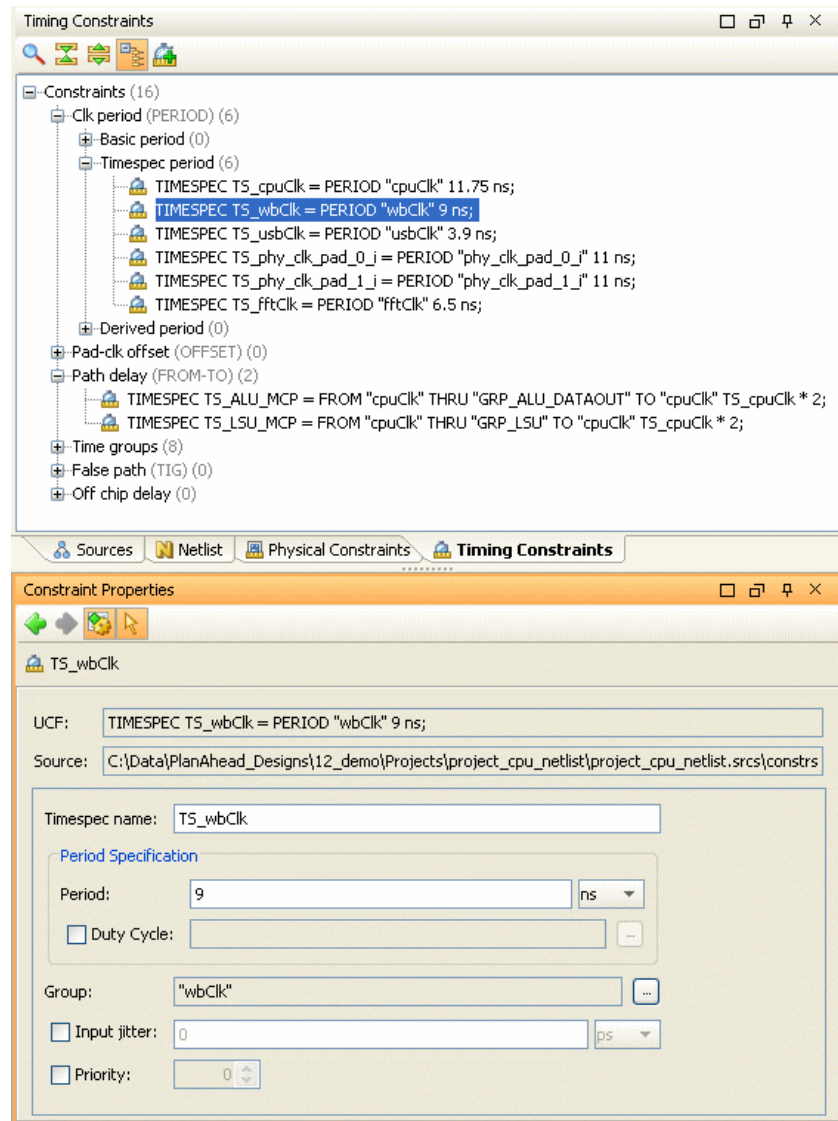 Timing Constraints
Constraints (16)
Clk period (PERIOD) (6)
Basic period (0)
Timespec period (6)
TIMESPEC TS_cpuClk = PERIOD "cpuClk" 11.75 ns;
TIMESPEC TS_wbClk = PERIOD "wbClk" 9 ns;
TIMESPEC TS_usbClk = PERIOD "usbClk" 3.9 ns;
TIMESPEC TS_phy_clk_pad_0_i = PERIOD "phy_clk_pad_0_i" 11 ns;
TIMESPEC TS_phy_clk_pad_1_i = PERIOD "phy_clk_pad_1_i" 11 ns;
TIMESPEC TS_fftClk = PERIOD "fftClk" 6.5 ns;
Derived period (0)
Pad-clk offset (OFFSET) (0)
Path delay (FROM-TO) (2)
TIMESPEC TS_ALU_MCP = FROM "cpuClk" THRU "GRP_ALU_DATAOUT" TO "cpuClk" TS_cpuClk * 2;
TIMESPEC TS_LSU_MCP = FROM "cpuClk" THRU "GRP_LSU" TO "cpuClk" TS_cpuClk * 2;
Time groups (8)
False path (TIG) (0)
Off chip delay (0)
Sources Netlist Physical Constraints Timing Constraints
Constraint Properties
TS_wbClk
UCF: TIMESPEC TS_wbClk = PERIOD "wbClk" 9 ns;
Source: C:\Data\PlanAhead_Designs\12_demo\Projects\project_cpu_netlist\project_cpu_netlist.srcs\constrs
Timespec name: TS_wbClk
Period Specification
Period: 9 ns
Duty Cycle: ...
Group: "wbClk" ...
Input jitter: 0 ps
Priority: 0